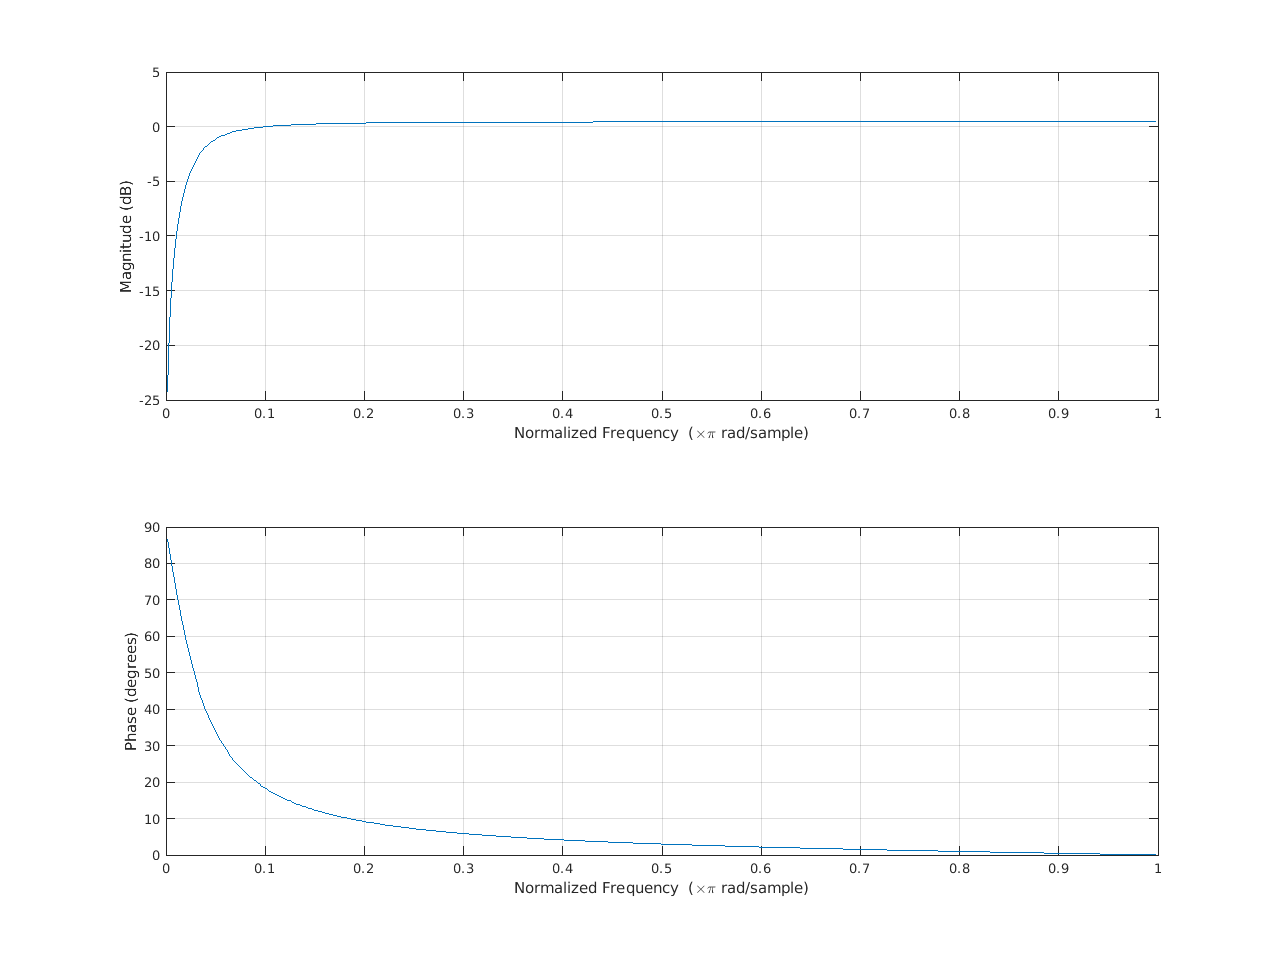 5
0
-5
-10
-15
-20
-25
Magnitude (dB)
0 0.1 0.2 0.3 0.4 0.5 0.6 0.7 0.8 0.9 1
Normalized Frequency (×π rad/sample)
90
80
70
60
50
40
30
20
10
0
Phase (degrees)
0 0.1 0.2 0.3 0.4 0.5 0.6 0.7 0.8 0.9 1
Normalized Frequency (×π rad/sample)